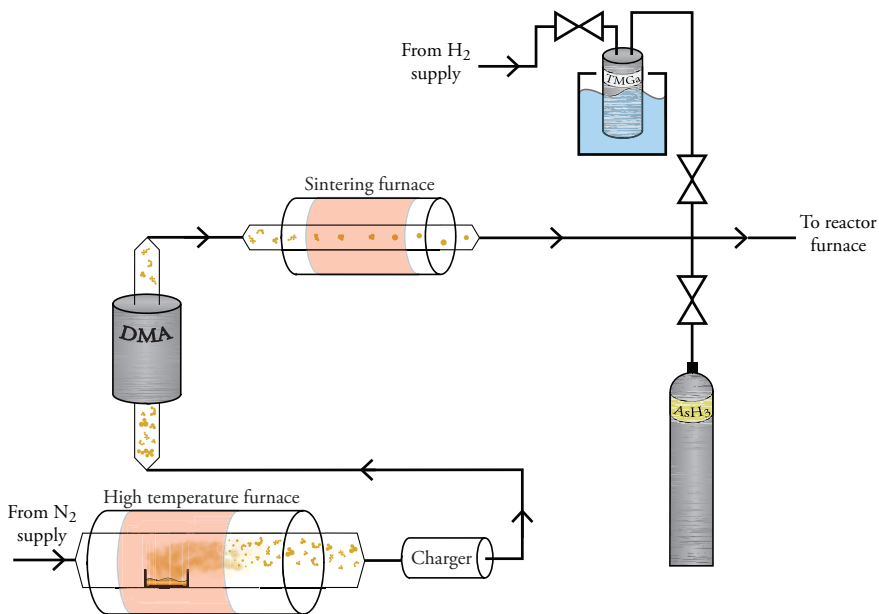 From H2
supply
TMGa
Sintering furnace
To reactor
furnace
DMA
AsH3
High temperature furnace
From N2
supply
Charger